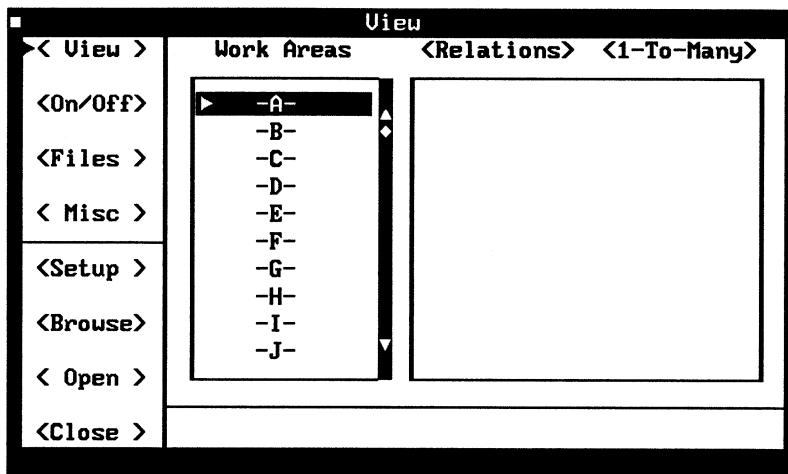 View
< View >
<On/Off>
<Files >
< Misc >
<Setup >
<Browse>
< Open >
<Close >
Work Areas
-A-
-B-
-C-
-D-
-E-
-F-
-G-
-H-
-I-
-J-
<Relations> <1-To-Many>